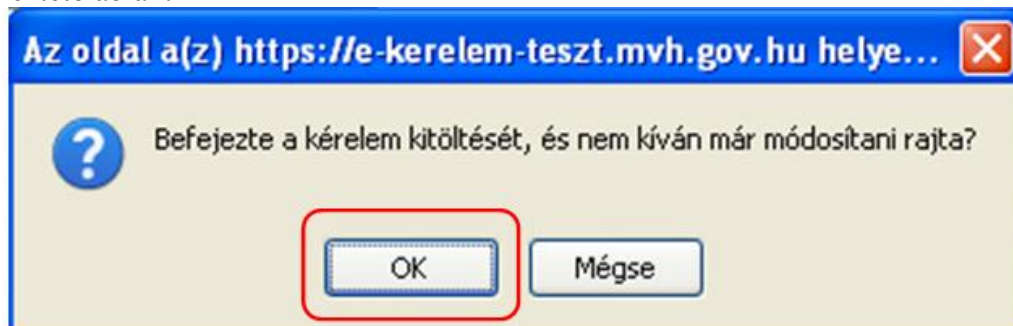 Az oldal a(z) https://e-kerelem-teszt.mvh.gov.hu helye...
Befejezte a kérelem kitöltését, és nem kíván már módosítani rajta?
OK
Mégse